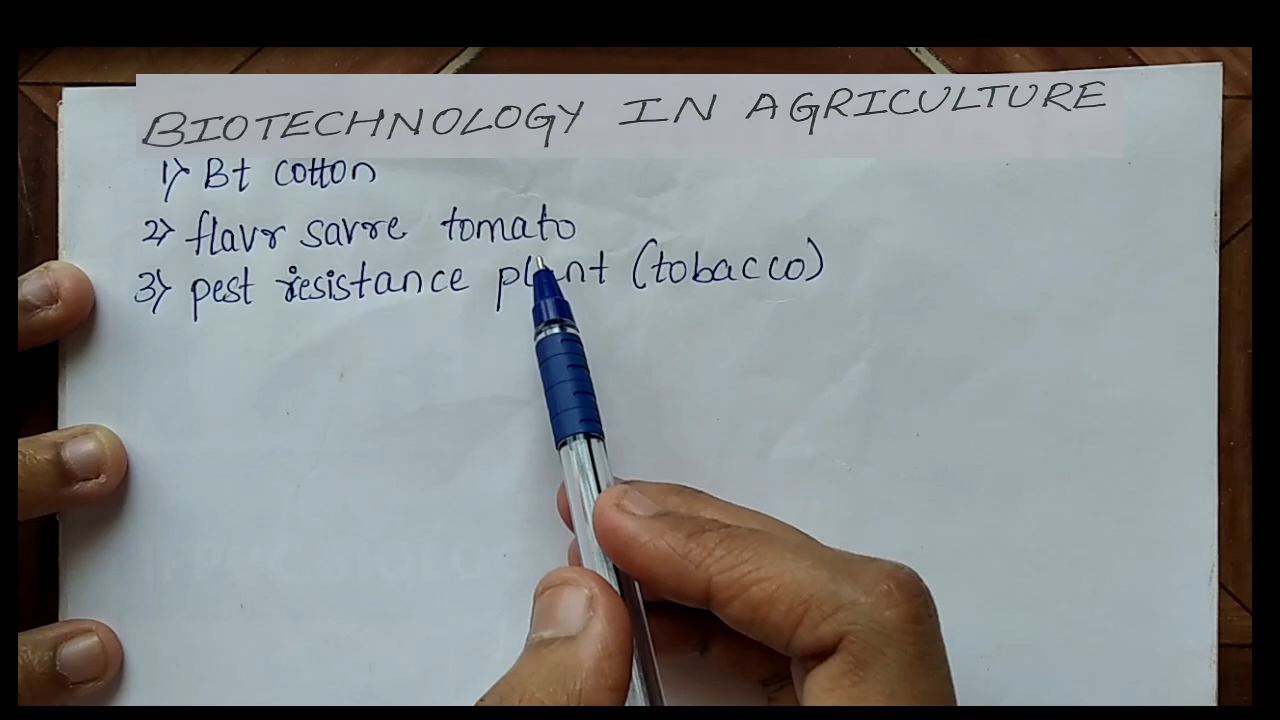 BIOTECHNOLOGY IN AGRICULTURE
1) Bt cotton
2) flavr savre tomato
3) pest resistance plant (tobacco)